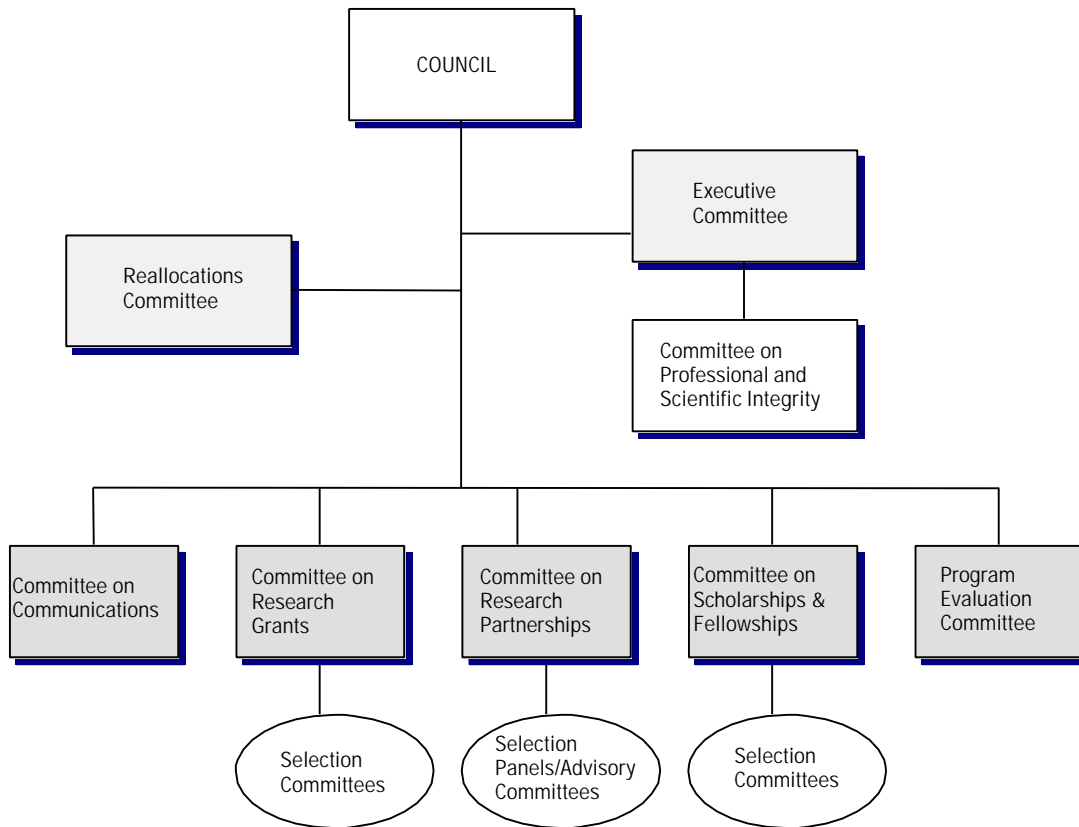 COUNCIL
Executive
Committee
Reallocations
Committee
Committee on
Professional and
Scientific Integrity
Committee on
Communications
Committee on
Research
Grants
Committee on
Research
Partnerships
Committee on
Scholarships &
Fellowships
Program
Evaluation
Committee
Selection
Committees
Selection
Panels/Advisory
Committees
Selection
Committees